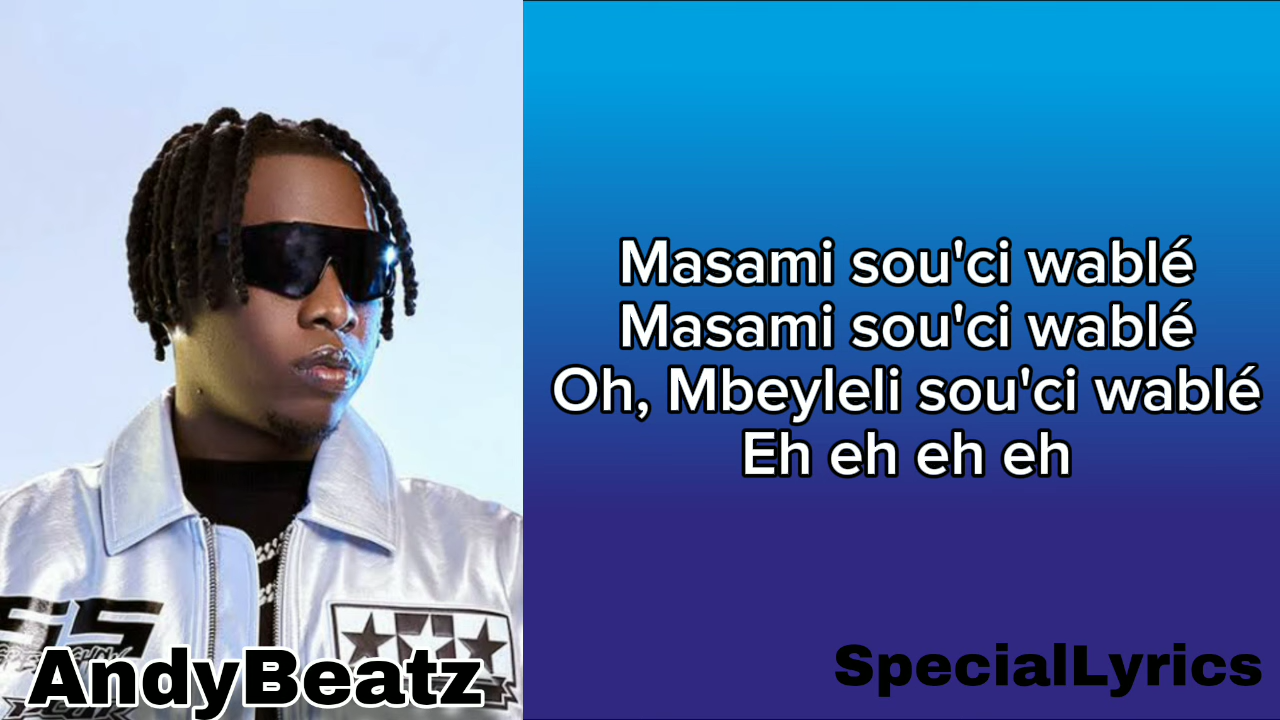 Masami sou'ci wablé
Masami sou'ci wablé
Oh, Mbeyleli sou'ci wablé
Eh eh eh eh
SS
AndyBeatz
SpecialLyrics